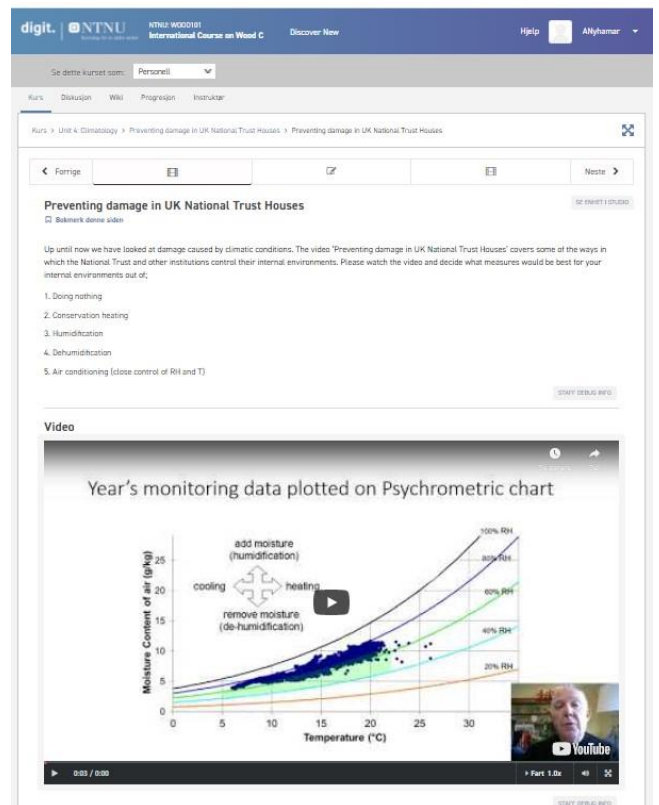 digit.
NTNU
NTNU: WOOD101
International Course on Wood C
Discover New
Hjelp
ANyhamar
Se dette kurset som:
Personell
Kurs
Diskusjon
Wiki
Progresjon
Instruktør
Kurs > Unit 4: Climatology > Preventing damage in UK National Trust Houses > Preventing damage in UK National Trust Houses
Forrige
Neste
Preventing damage in UK National Trust Houses
SE ENHET I STUDIO
Bokmerk denne siden
Up until now we have looked at damage caused by climatic conditions. The video 'Preventing damage in UK National Trust Houses' covers some of the ways in
which the National Trust and other institutions control their internal environments. Please watch the video and decide what measures would be best for your
internal environments out of;
1. Doing nothing
2. Conservation heating
3. Humidification
4. Dehumidification
5. Air conditioning (close control of RH and T)
STAFF DEBUG INFO
Video
Year's monitoring data plotted on Psychrometric chart
100% RH
80% RH
60% RH
40% RH
20% RH
add moisture
(humidification)
cooling
heating
remove moisture
(de-humidification)
Moisture Content of air (g/kg)
25
20
15
10
5
0
0 5 10 15 20 25 30
Temperature (°C)
YouTube
0:03 / 0:00
Fart 1.0x
STAFF DEBUG INFO